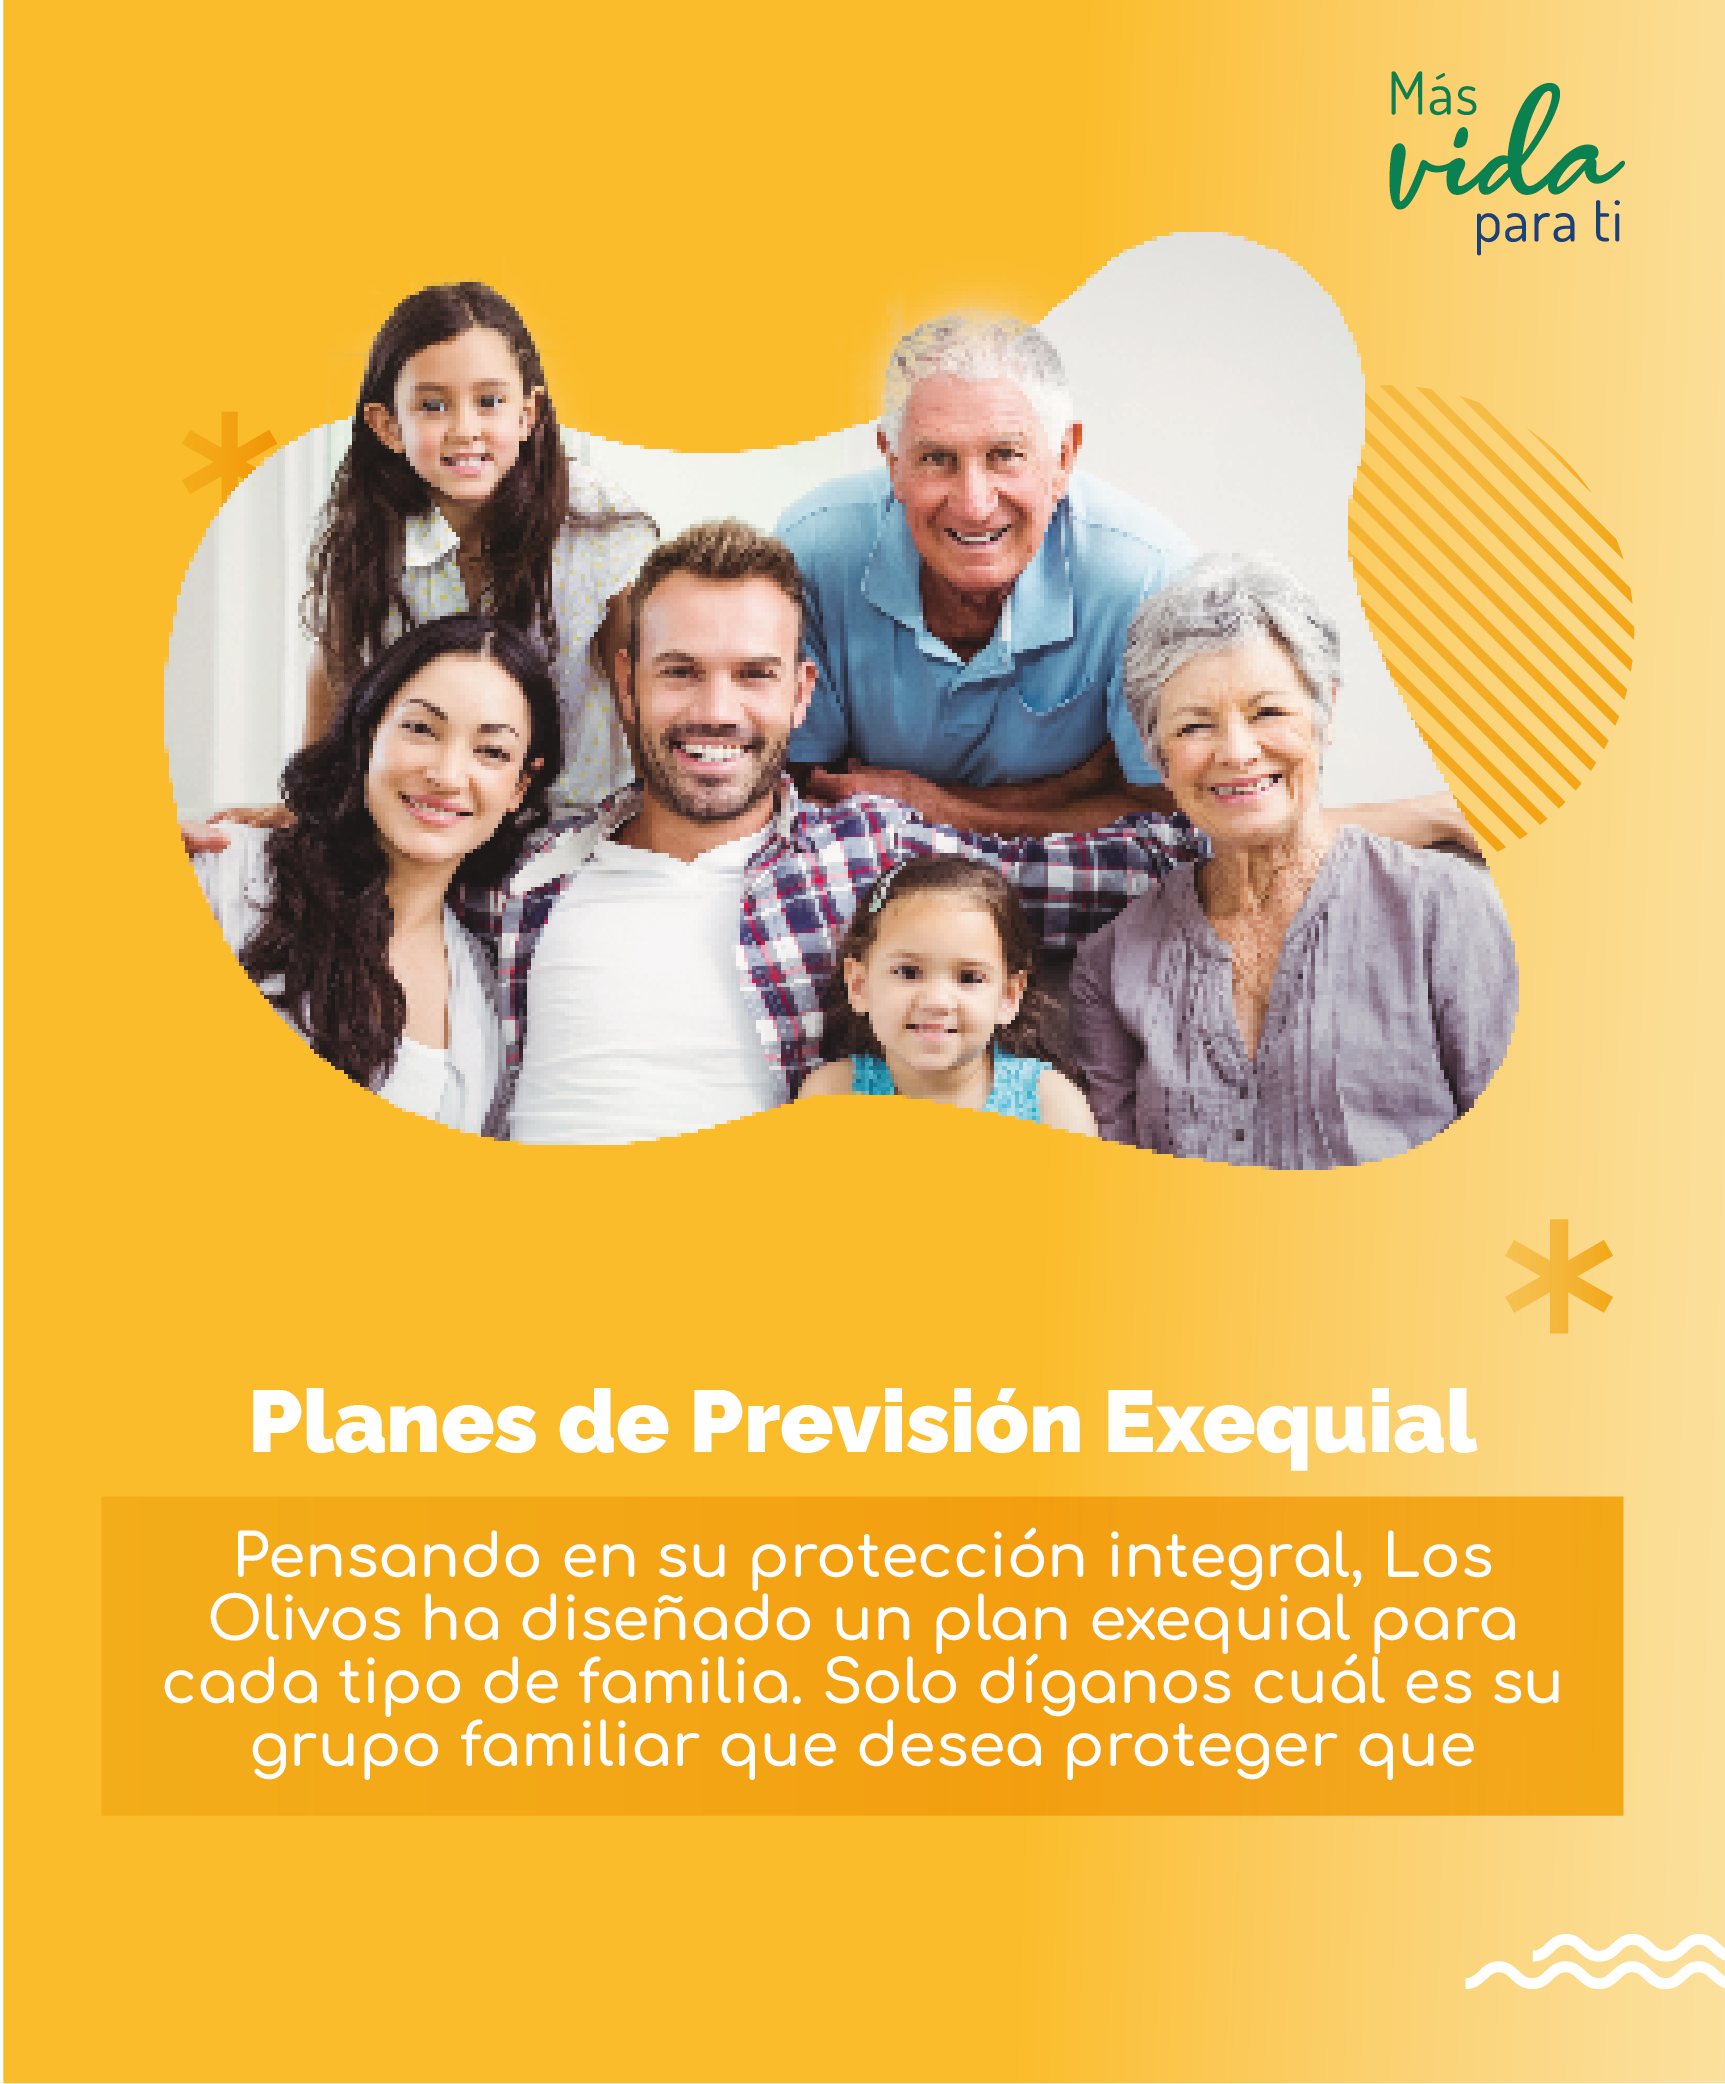 Más
vida
para ti
Planes de Previsión Exequial
Pensando en su protección integral, Los
Olivos ha diseñado un plan exequial para
cada tipo de familia. Solo díganos cuál es su
grupo familiar que desea proteger que